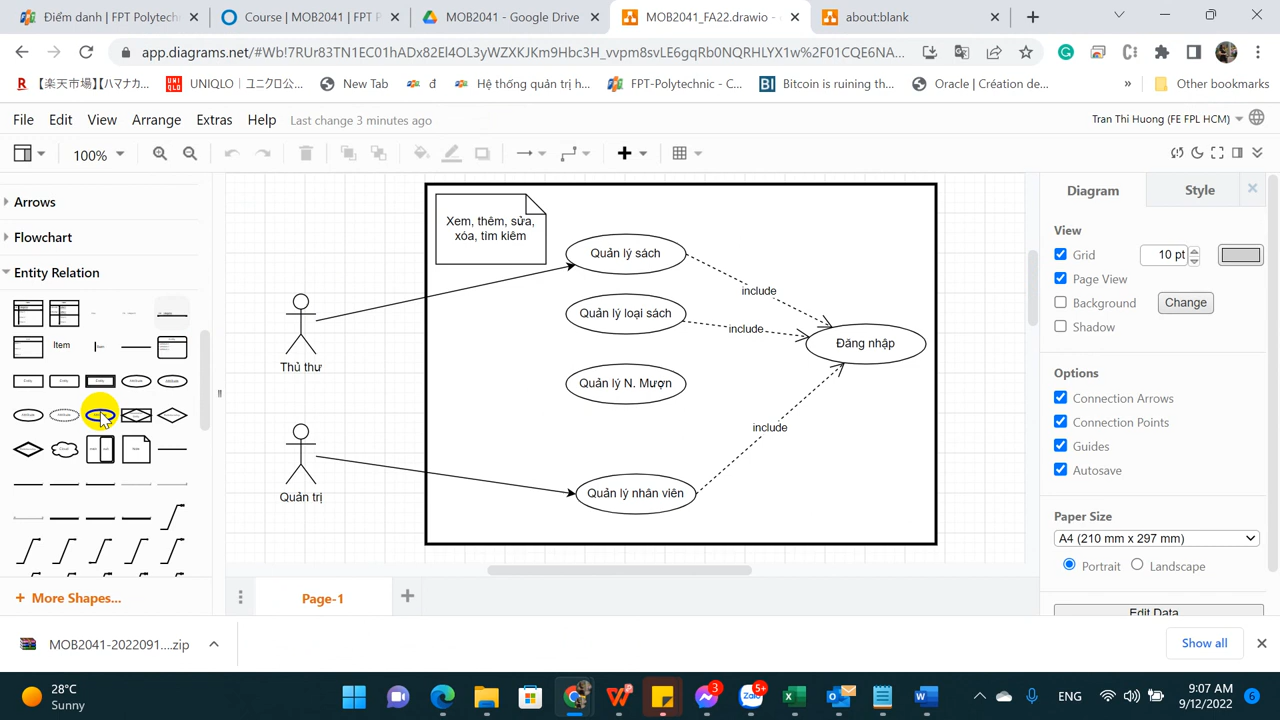 Điểm danh | FPT Polytech
Course | MOB2041 | FPT P
MOB2041 - Google Drive
MOB2041_FA22.drawio -
about:blank
app.diagrams.net/#Wb!7RUr83TN1EC01hADx82El4OL3yWZXKJKm9Hbc3H_vvpm8svLE6gqRb0NQRHLYX1w%2F01CQE6NA...
【楽天市場】【ハマナカ...
UNIQLO | ユニクロ公...
New Tab
đ
Hệ thống quản trị h...
FPT-Polytechnic - C...
Bitcoin is ruining th...
Oracle | Création de...
»
Other bookmarks
File Edit View Arrange Extras Help Last change 3 minutes ago
Tran Thi Huong (FE FPL HCM)
100%
Arrows
Flowchart
Entity Relation
Item
+ More Shapes...
Xem, thêm, sửa,
xóa, tìm kiêm
Quản lý sách
include
Quản lý loại sách
include
Đăng nhập
Thủ thư
Quản lý N. Mượn
include
Quản trị
Quản lý nhân viên
Page-1
Diagram
Style
View
Grid
10 pt
Page View
Background
Change
Shadow
Options
Connection Arrows
Connection Points
Guides
Autosave
Paper Size
A4 (210 mm x 297 mm)
Portrait
Landscape
Edit Data
MOB2041-2022091....zip
Show all
28°C
Sunny
3
5+
ENG
9:07 AM
9/12/2022
6